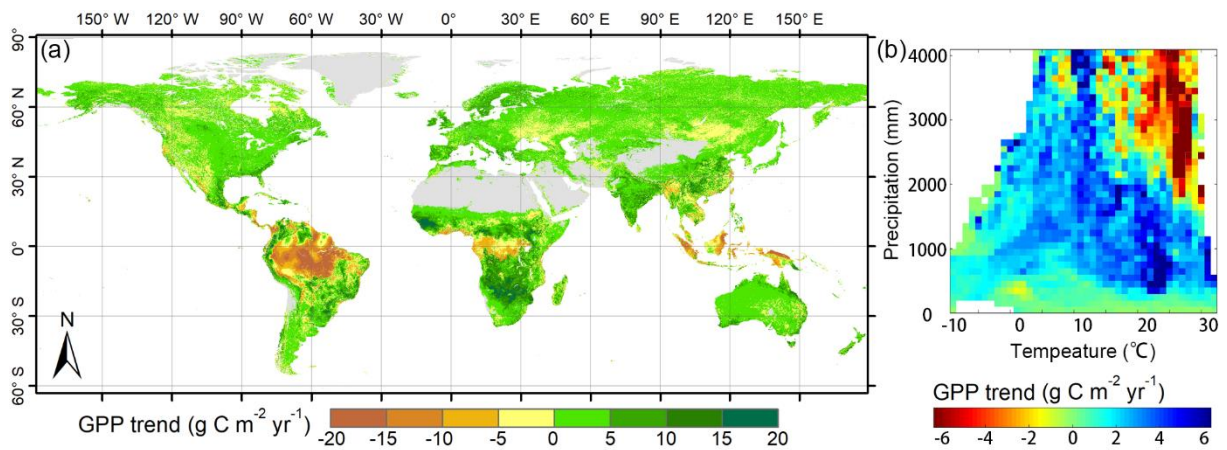 150° W 120° W 90° W 60° W 30° W 0° 30° E 60° E 90° E 120° E 150° E
(a)
90°
60° N
30° N
0°
30° S
60° S
N
GPP trend (g C m⁻² yr⁻¹)
-20 -15 -10 -5 0 5 10 15 20
(b)
Precipitation (mm)
4000
3000
2000
1000
0
-10 0 10 20 30
Tempeature (℃)
GPP trend (g C m⁻² yr⁻¹)
-6 -4 -2 0 2 4 6